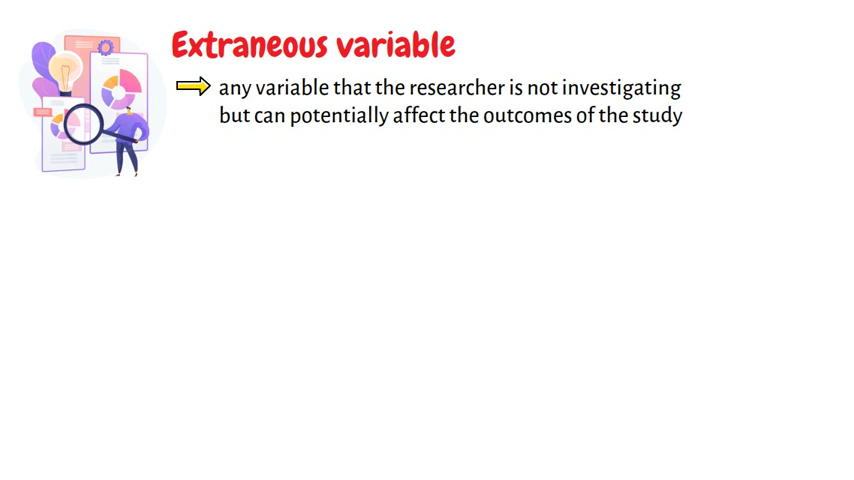 Extraneous variable
any variable that the researcher is not investigating
but can potentially affect the outcomes of the study